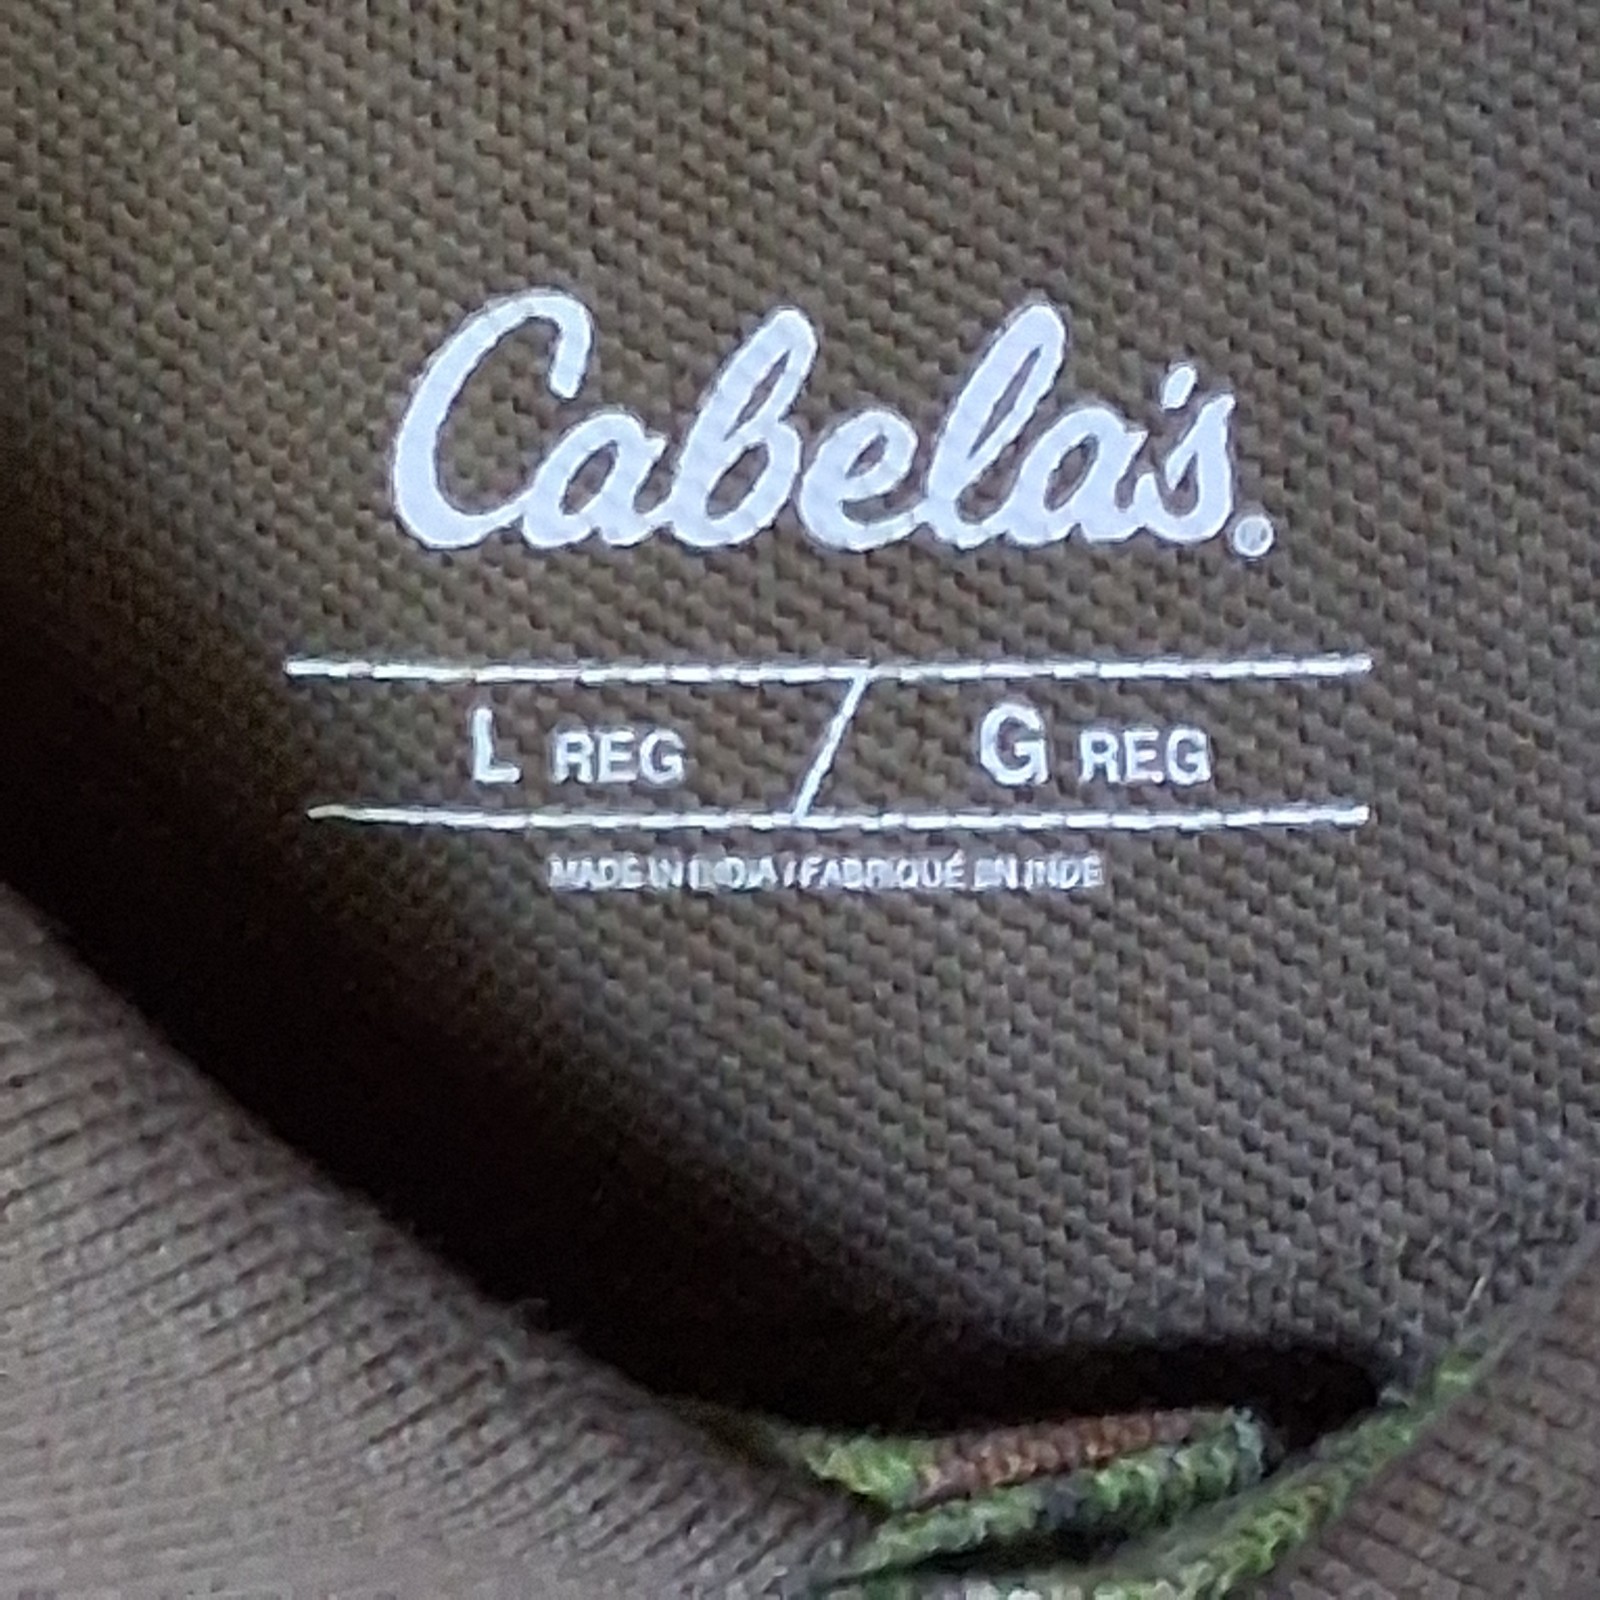 Cabela's®
L REG / G REG
MADE IN INDIA / FABRIQUÉ EN INDE